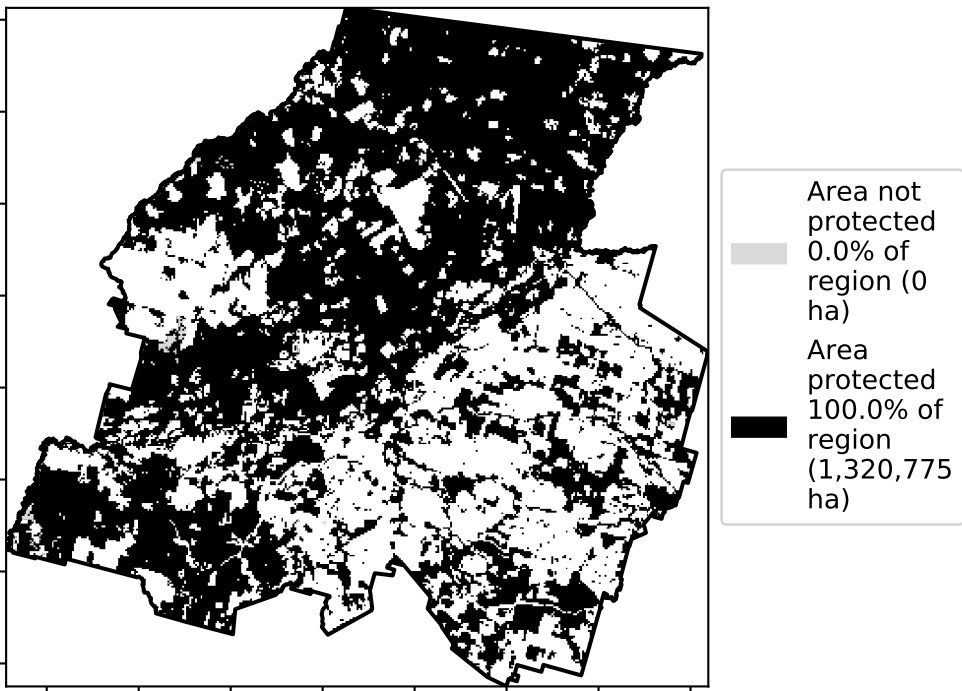 Area not
protected
0.0% of
region (0
ha)
Area
protected
100.0% of
region
(1,320,775
ha)